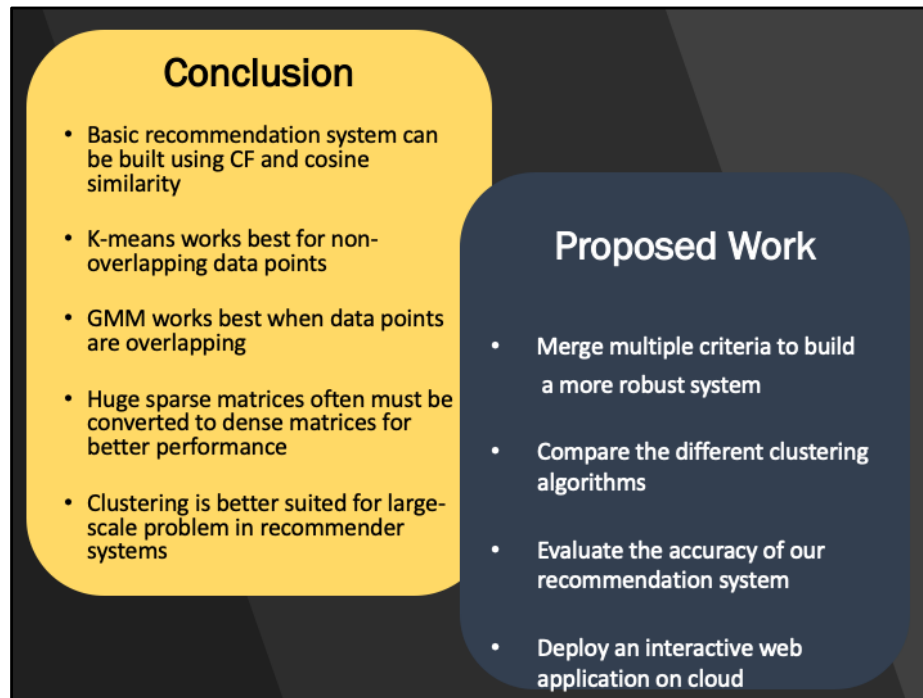 Conclusion
• Basic recommendation system can
be built using CF and cosine
similarity
• K-means works best for non-
overlapping data points
• GMM works best when data points
are overlapping
• Huge sparse matrices often must be
converted to dense matrices for
better performance
• Clustering is better suited for large-
scale problem in recommender
systems
Proposed Work
• Merge multiple criteria to build
a more robust system
• Compare the different clustering
algorithms
• Evaluate the accuracy of our
recommendation system
• Deploy an interactive web
application on cloud